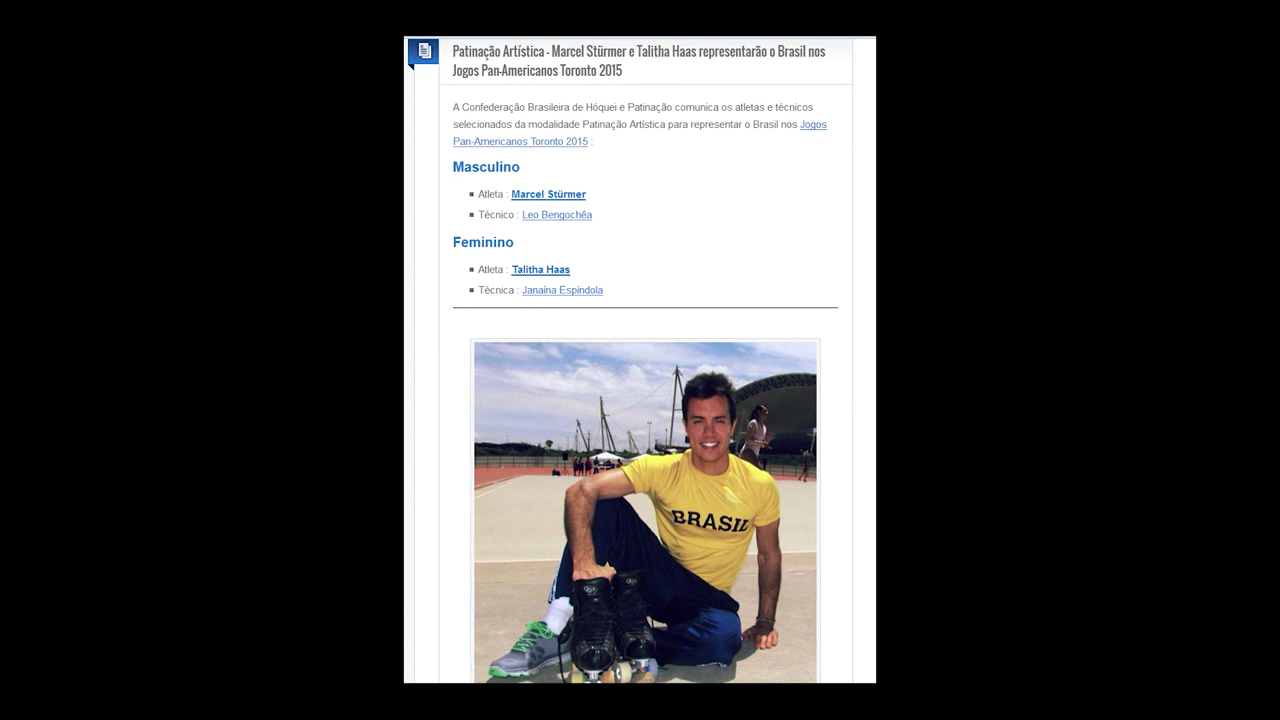 Patinação Artística - Marcel Stürmer e Talitha Haas representarão o Brasil nos
Jogos Pan-Americanos Toronto 2015
A Confederação Brasileira de Hóquei e Patinação comunica os atletas e técnicos
selecionados da modalidade Patinação Artística para representar o Brasil nos Jogos
Pan-Americanos Toronto 2015 :
Masculino
Atleta : Marcel Stürmer
Técnico : Leo Bengochêa
Feminino
Atleta : Talitha Haas
Técnica : Janaína Espíndola
BRASIL